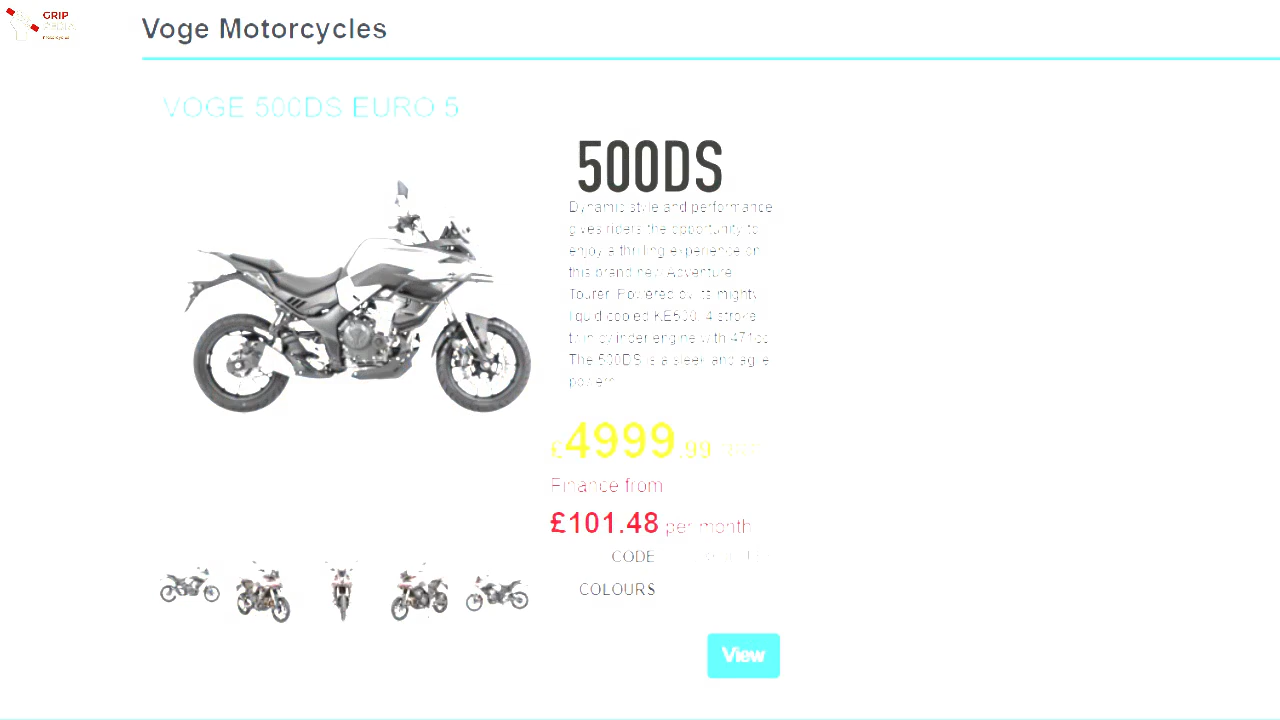 GRIP
Voge Motorcycles
VOGE 500DS EURO 5
500DS
Dynamic style and performance
gives riders the opportunity to
enjoy a thrilling experience on
this brand new Adventure
Tourer. Powered by its mighty
liquid cooled KE500, 4 stroke
twin cylinder engine with 471cc.
The 500DS is a sleek and agile
£4999.99
Finance from
£101.48 per month
CODE
COLOURS
View